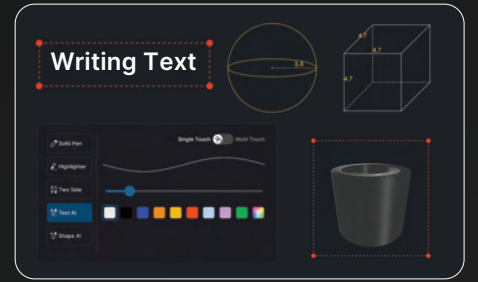 Writing Text
3.4
4.7
4.7
4.7
Single Touch
Multi Touch
Solid Pen
Highlighter
Two Side
Text AI
Shape AI